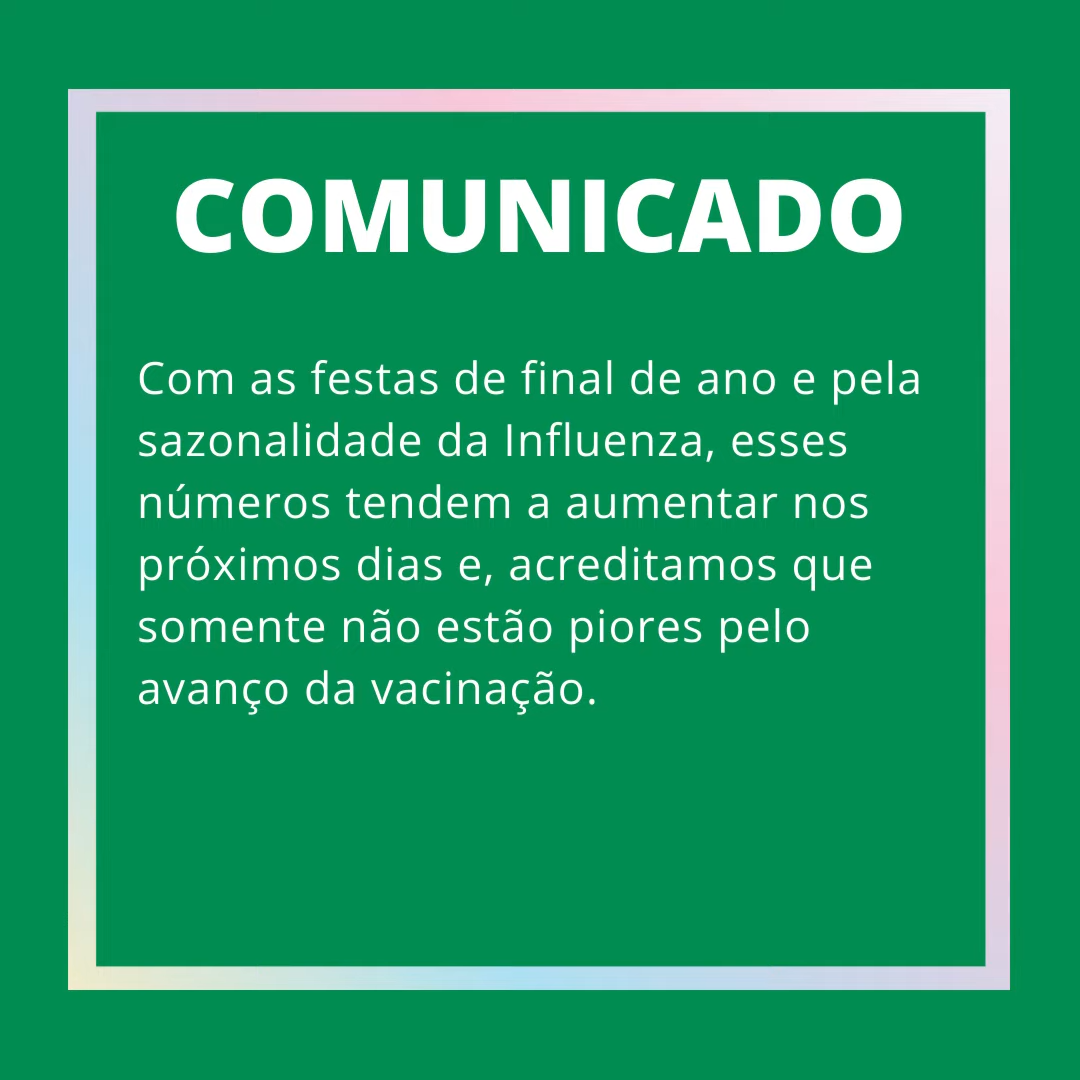 COMUNICADO
Com as festas de final de ano e pela
sazonalidade da Influenza, esses
números tendem a aumentar nos
próximos dias e, acreditamos que
somente não estão piores pelo
avanço da vacinação.